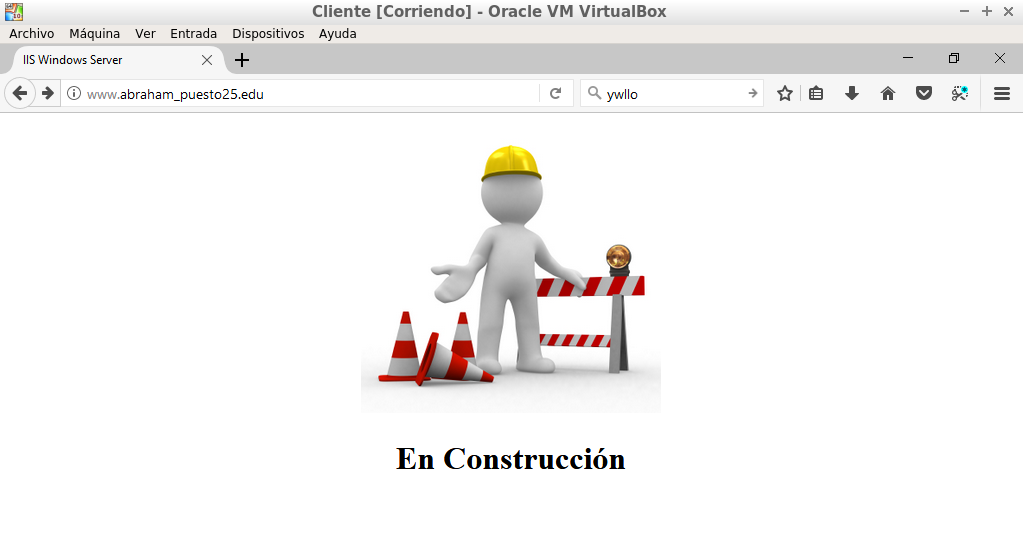 Cliente [Corriendo] - Oracle VM VirtualBox
Archivo Máquina Ver Entrada Dispositivos Ayuda
IIS Windows Server
www.abraham_puesto25.edu ywllo
En Construcción